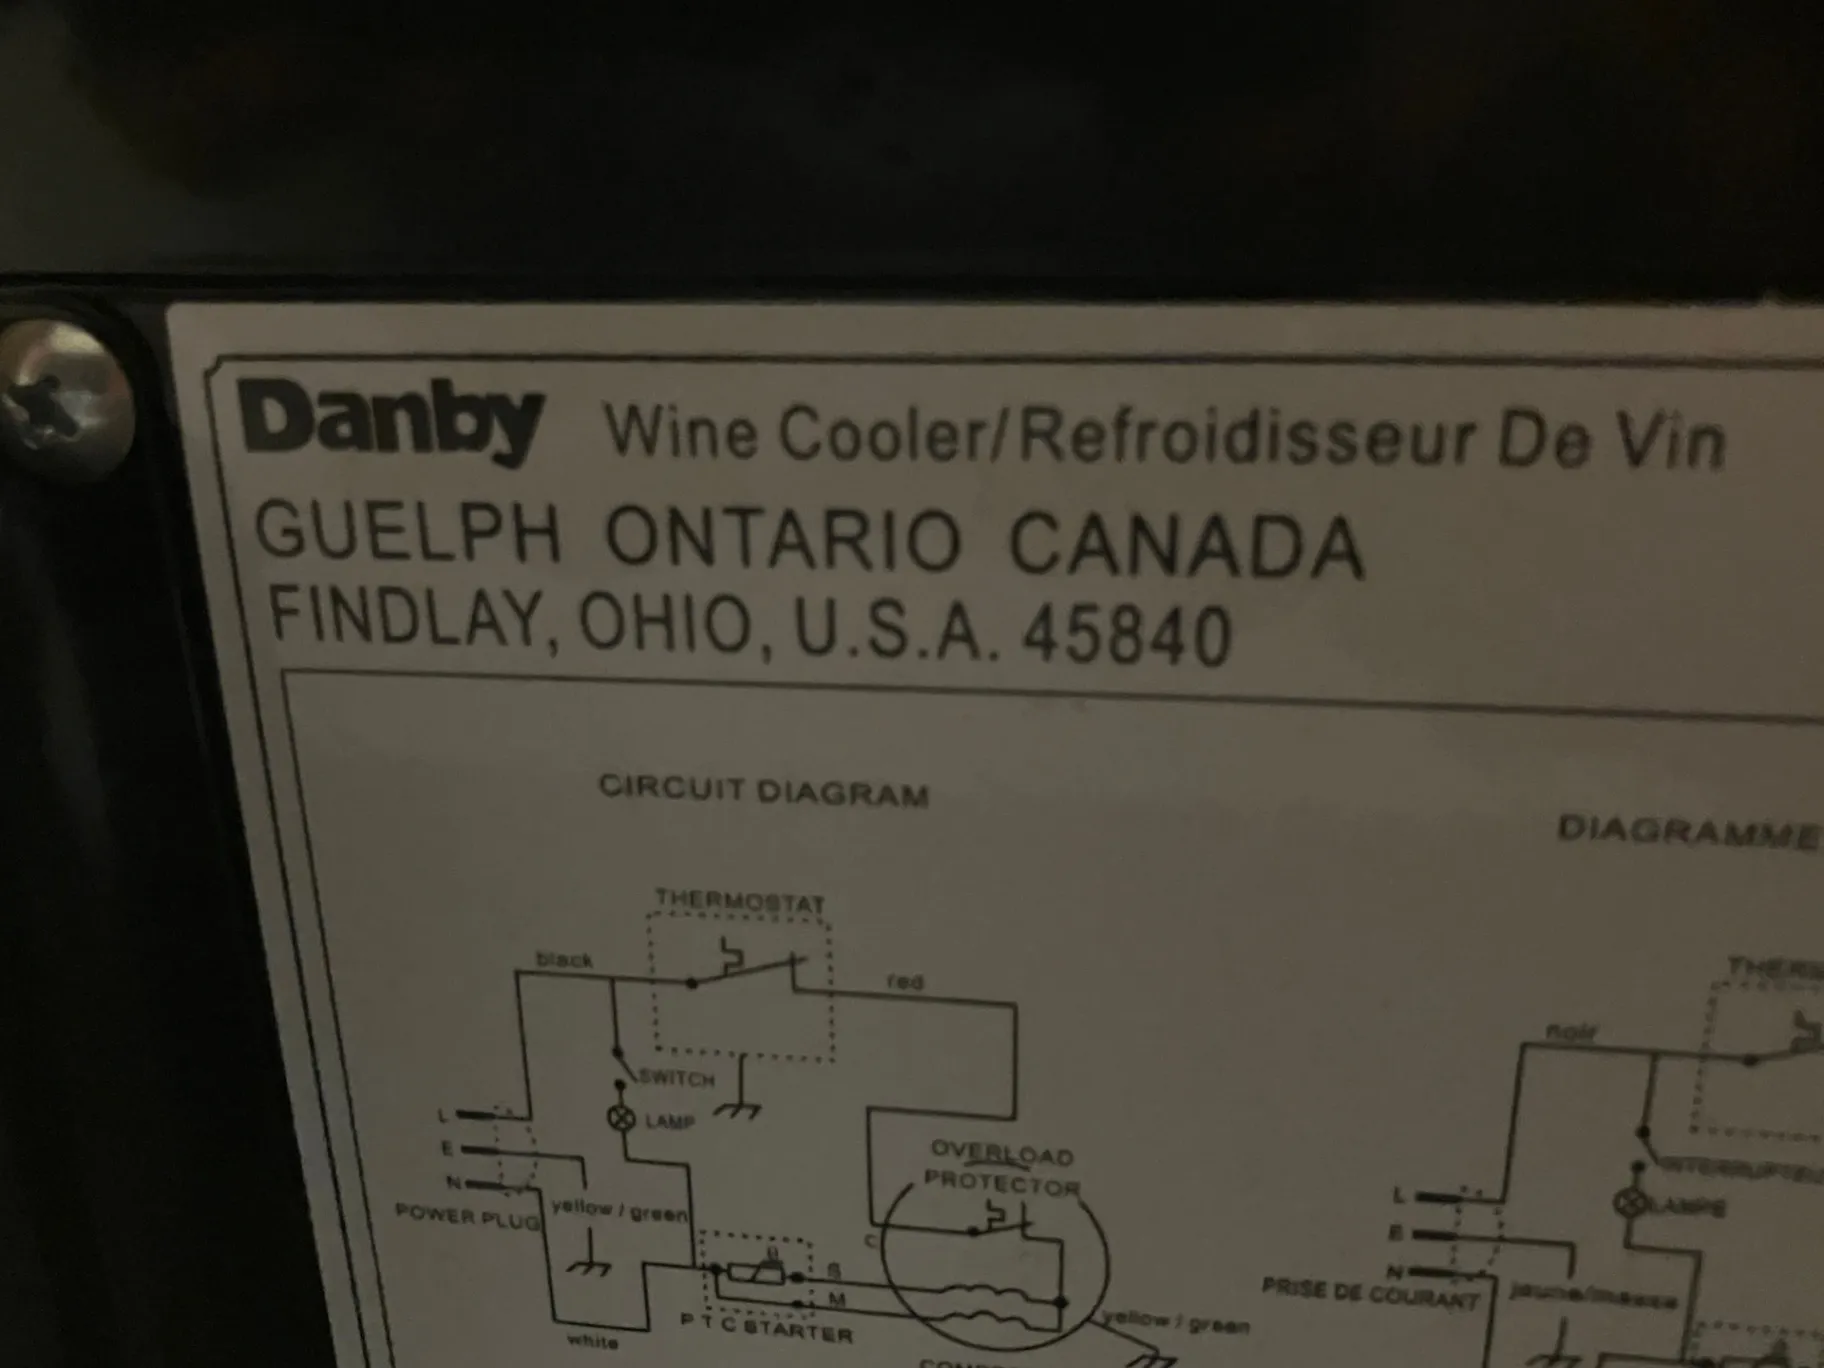 Danby Wine Cooler/Refroidisseur De Vin
GUELPH ONTARIO CANADA
FINDLAY, OHIO, U.S.A. 45840
CIRCUIT DIAGRAM
DIAGRAMME
THERMOSTAT
black
red
SWITCH
LAMP
L
E
N
POWER PLUG
yellow / green
OVERLOAD
PROTECTOR
C
S
M
P T C STARTER
white
yellow / green
noir
L
E
N
LAMPE
PRISE DE COURANT